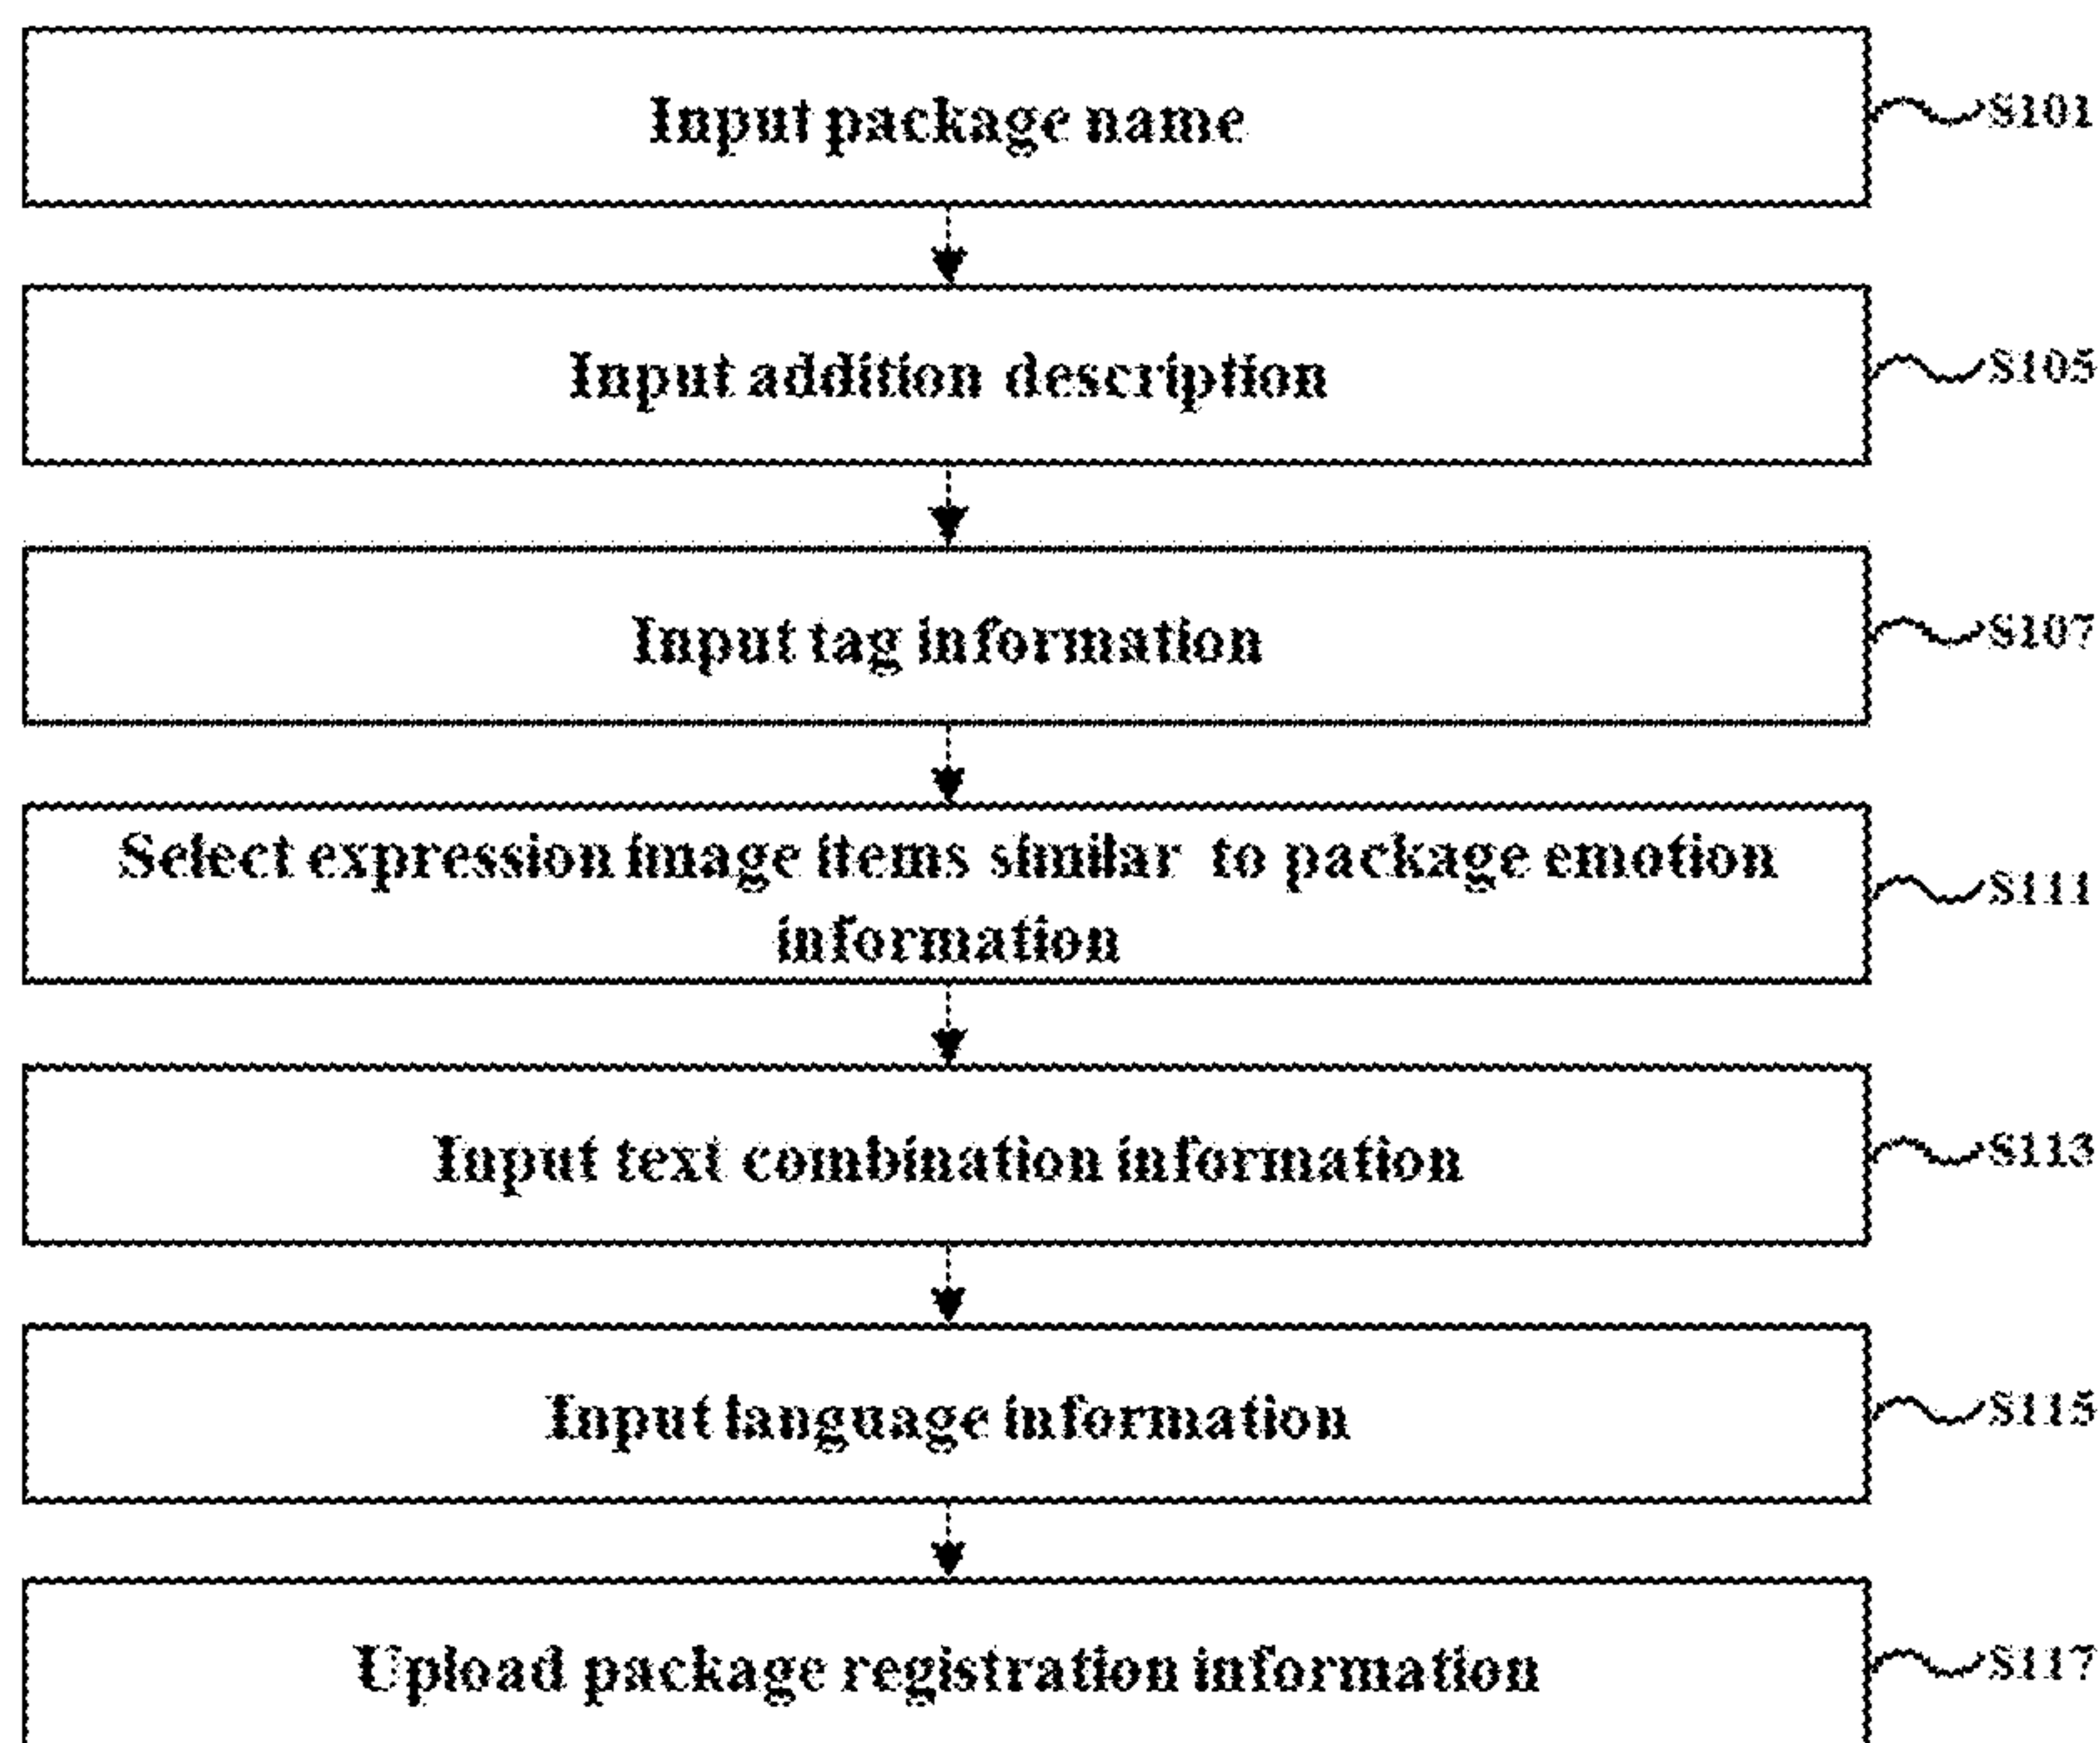 Input package name
S101
Input addition description
S105
Input tag information
S107
Select expression image items similar to package emotion
information
S111
Input text combination information
S113
Input language information
S115
Upload package registration information
S117